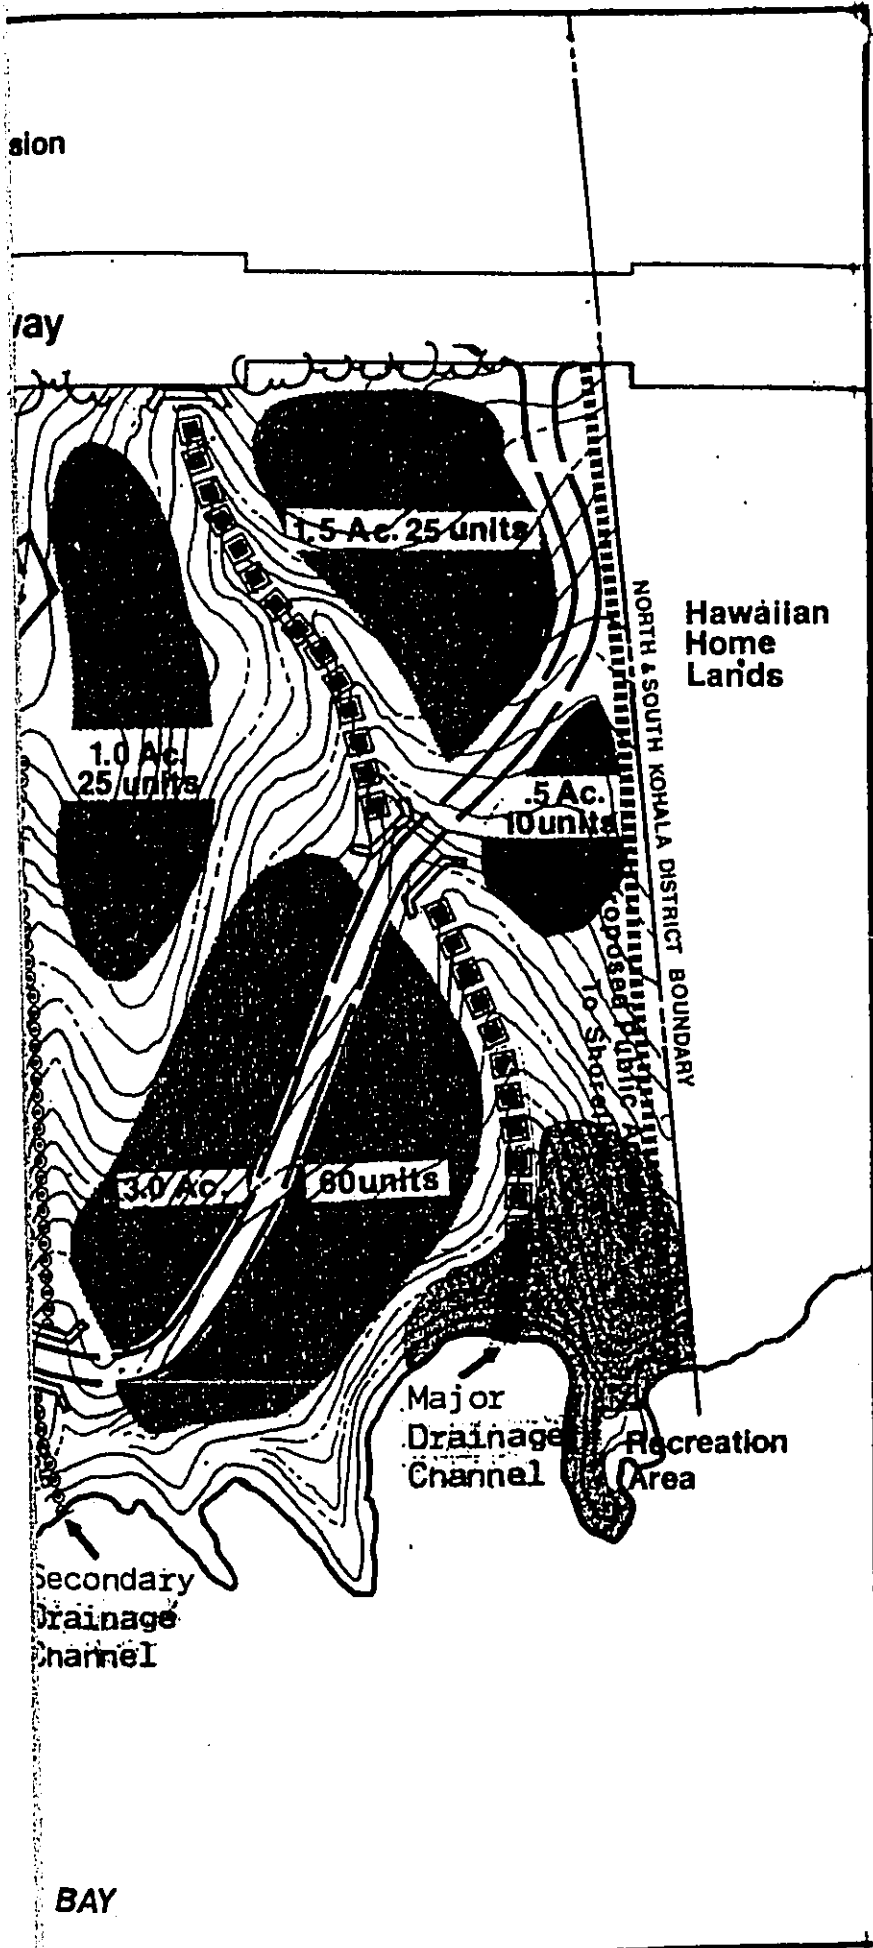 sion
way
1.5 Ac. 25 units
Hawaiian
Home
Lands
NORTH & SOUTH KOHALA DISTRICT BOUNDARY
1.0 Ac.
25 units
.5 Ac.
10 units
oposed Public
To Shore
3.0 Ac. 60 units
Major
Drainage
Channel
Recreation
Area
Secondary
Drainage
Channel
BAY